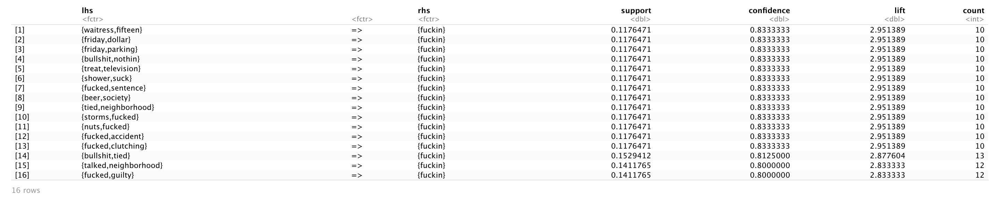 lhs rhs support confidence lift count
<fctr> <fctr> <fctr> <dbl> <dbl> <dbl> <int>
[1] {waitress,fifteen} => {fuckin} 0.1176471 0.8333333 2.951389 10
[2] {friday,dollar} => {fuckin} 0.1176471 0.8333333 2.951389 10
[3] {friday,parking} => {fuckin} 0.1176471 0.8333333 2.951389 10
[4] {bullshit,nothin} => {fuckin} 0.1176471 0.8333333 2.951389 10
[5] {treat,television} => {fuckin} 0.1176471 0.8333333 2.951389 10
[6] {shower,suck} => {fuckin} 0.1176471 0.8333333 2.951389 10
[7] {fucked,sentence} => {fuckin} 0.1176471 0.8333333 2.951389 10
[8] {beer,society} => {fuckin} 0.1176471 0.8333333 2.951389 10
[9] {tied,neighborhood} => {fuckin} 0.1176471 0.8333333 2.951389 10
[10] {storms,fucked} => {fuckin} 0.1176471 0.8333333 2.951389 10
[11] {nuts,fucked} => {fuckin} 0.1176471 0.8333333 2.951389 10
[12] {fucked,accident} => {fuckin} 0.1176471 0.8333333 2.951389 10
[13] {fucked,clutching} => {fuckin} 0.1176471 0.8333333 2.951389 10
[14] {bullshit,tied} => {fuckin} 0.1529412 0.8125000 2.877604 13
[15] {talked,neighborhood} => {fuckin} 0.1411765 0.8000000 2.833333 12
[16] {fucked,guilty} => {fuckin} 0.1411765 0.8000000 2.833333 12
16 rows